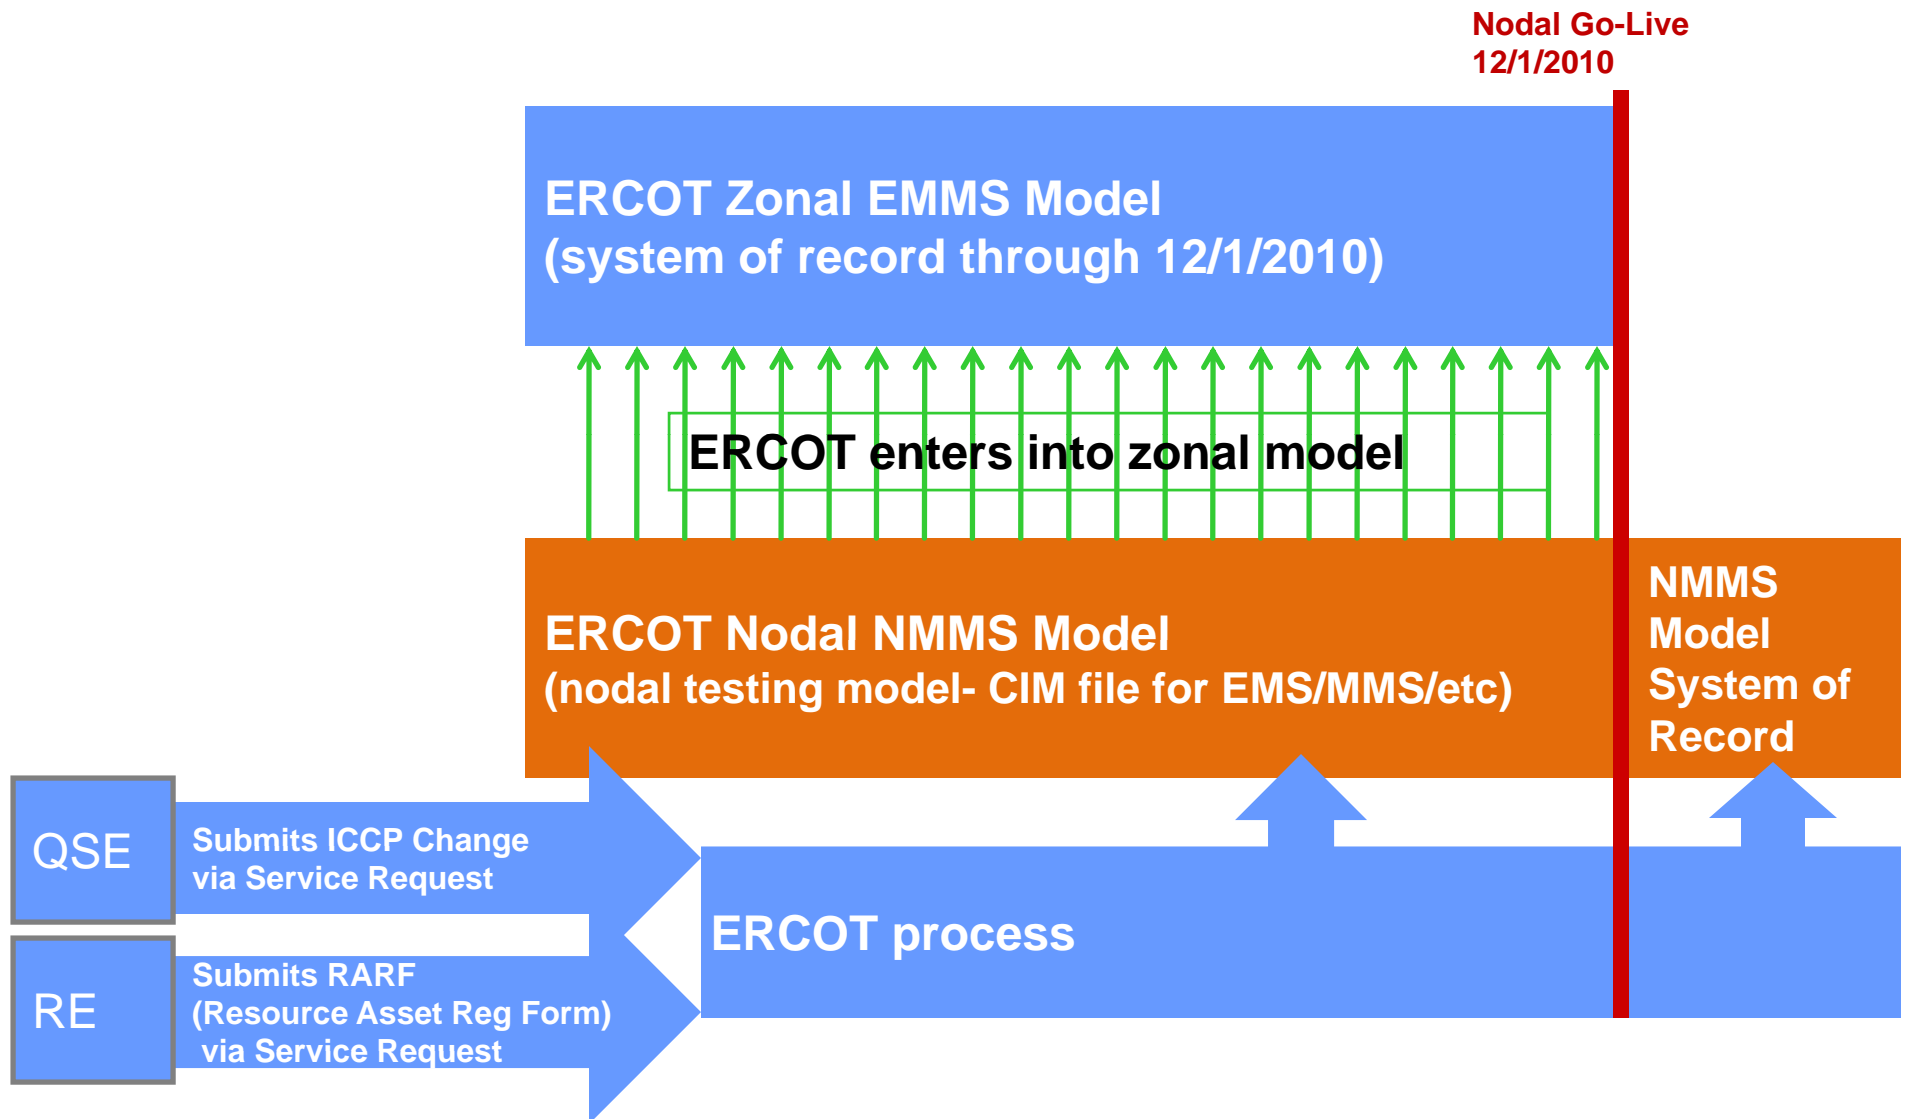 Nodal Go-Live
12/1/2010
ERCOT Zonal EMMS Model
(system of record through 12/1/2010)
ERCOT enters into zonal model
ERCOT Nodal NMMS Model
(nodal testing model- CIM file for EMS/MMS/etc)
NMMS
Model
System of
Record
QSE
Submits ICCP Change
via Service Request
ERCOT process
RE
Submits RARF
(Resource Asset Reg Form)
via Service Request